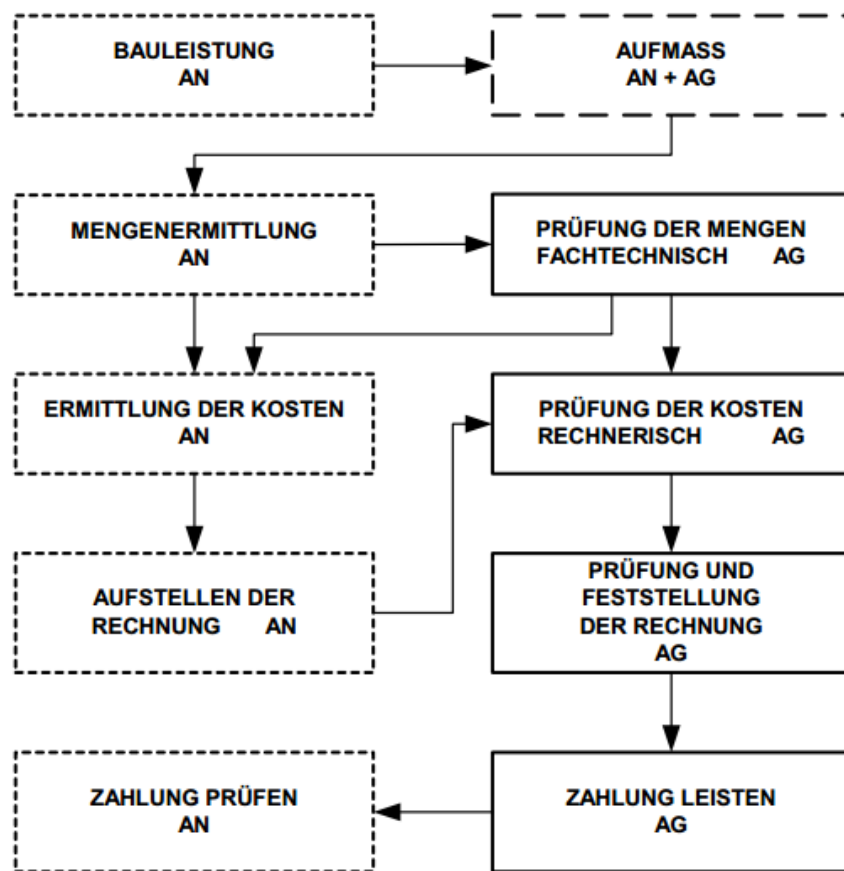 BAULEISTUNG
AN
AUFMASS
AN + AG
MENGENERMITTLUNG
AN
PRÜFUNG DER MENGEN
FACHTECHNISCH AG
ERMITTLUNG DER KOSTEN
AN
PRÜFUNG DER KOSTEN
RECHNERISCH AG
AUFSTELLEN DER
RECHNUNG AN
PRÜFUNG UND
FESTSTELLUNG
DER RECHNUNG
AG
ZAHLUNG PRÜFEN
AN
ZAHLUNG LEISTEN
AG